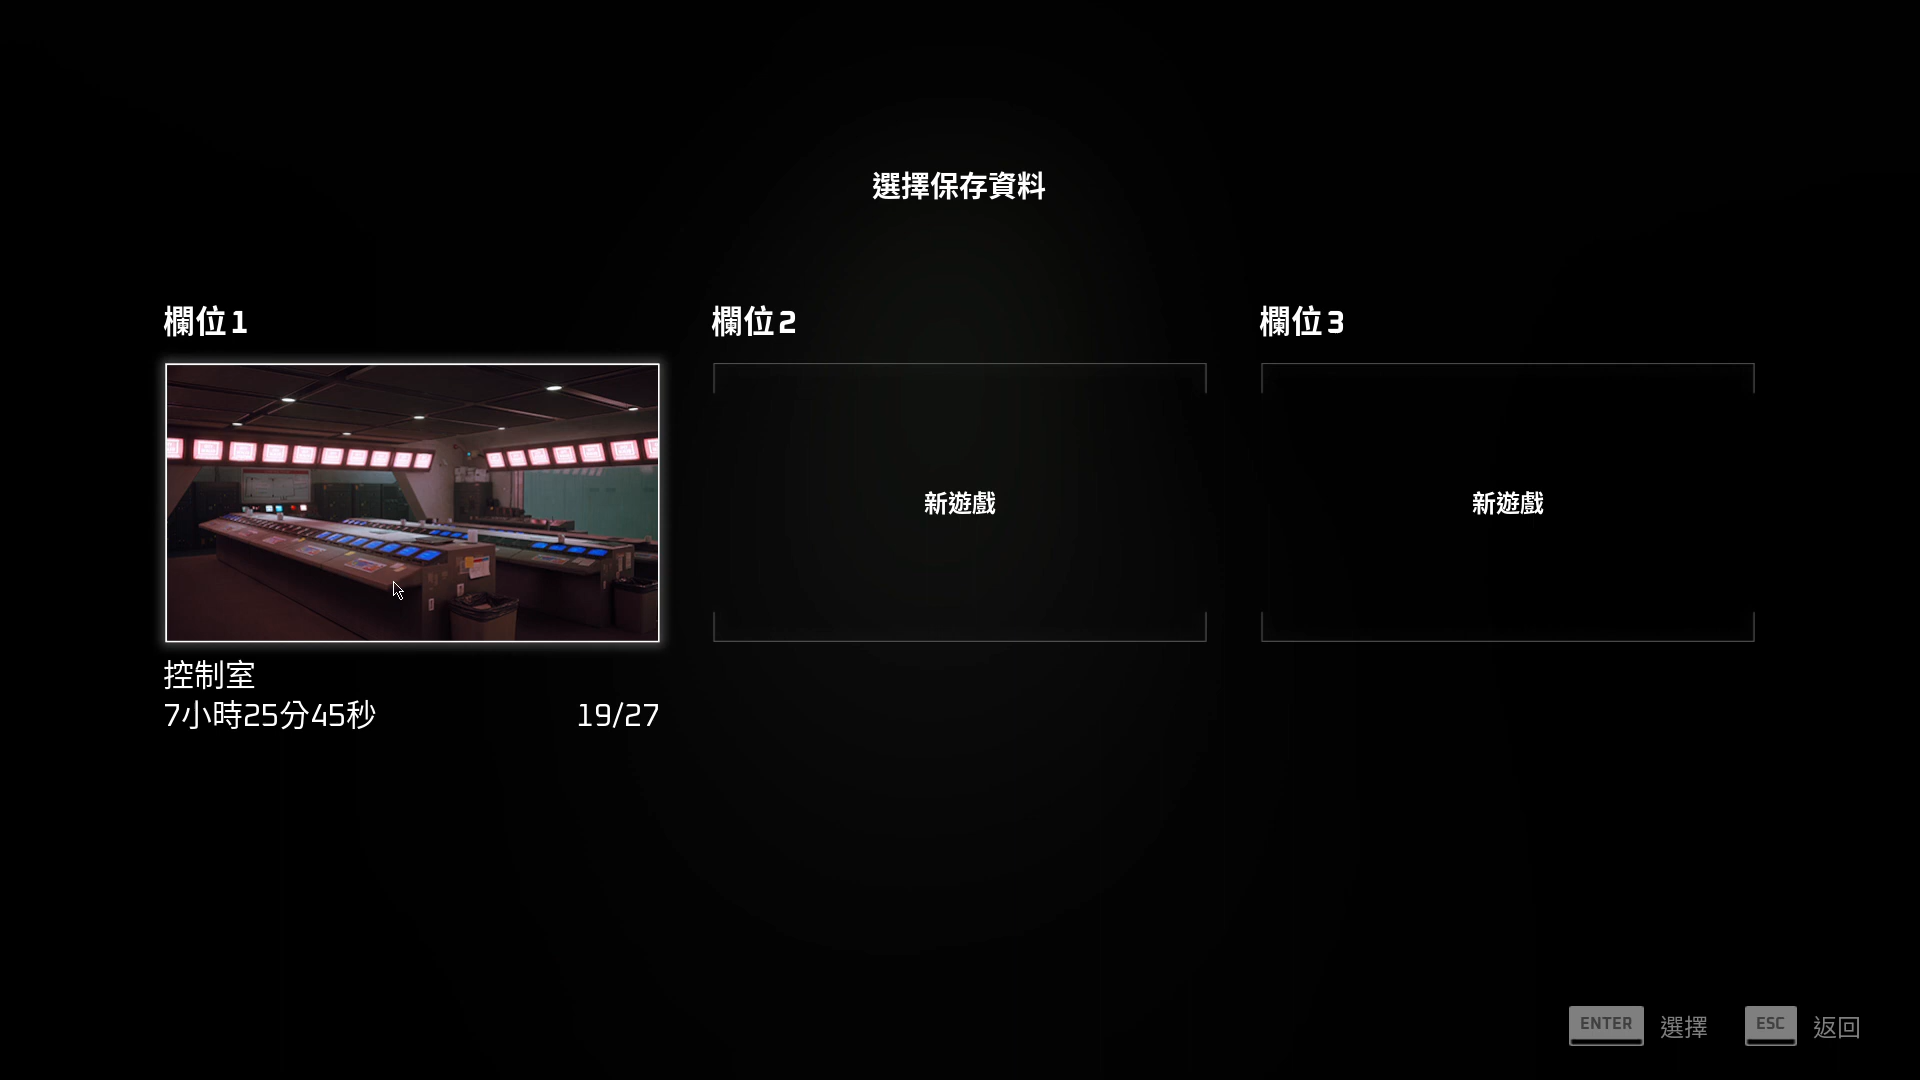 選擇保存資料
欄位1
欄位2
欄位3
新遊戲
新遊戲
控制室
7小時25分45秒
19/27
ENTER 選擇 ESC 返回